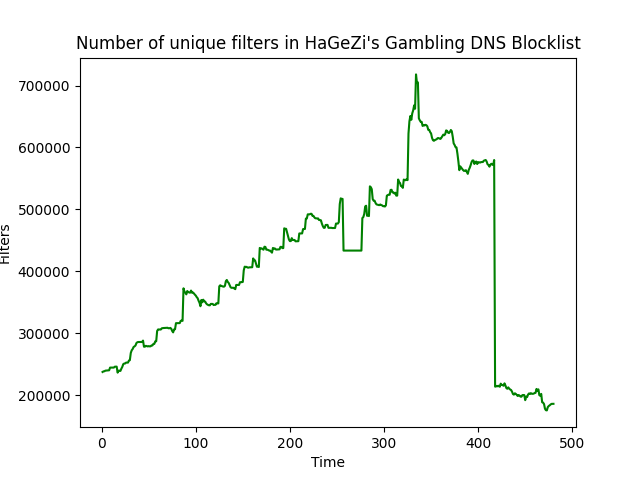 Number of unique filters in HaGeZi's Gambling DNS Blocklist
700000
600000
500000
400000
300000
200000
Filters
0 100 200 300 400 500
Time